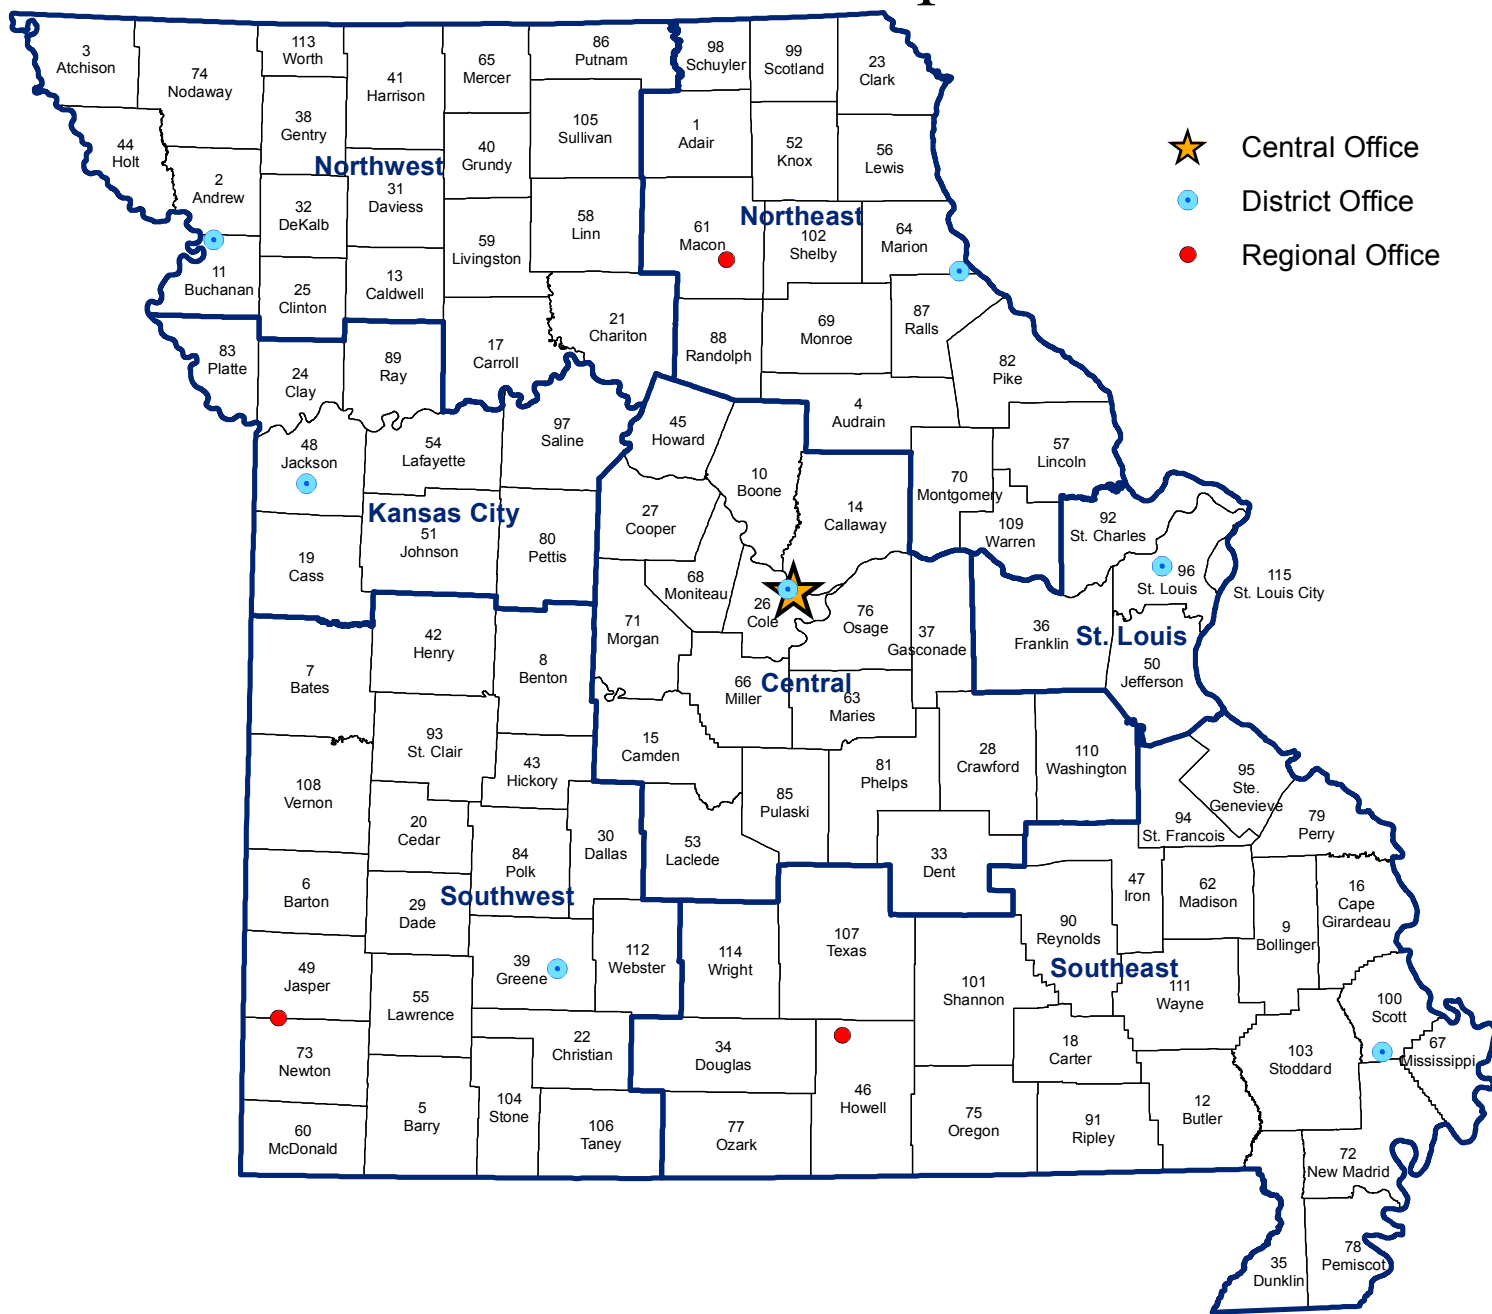 3
Atchison
74
Nodaway
113
Worth
41
Harrison
65
Mercer
86
Putnam
98
Schuyler
99
Scotland
23
Clark
44
Holt
38
Gentry
40
Grundy
105
Sullivan
1
Adair
52
Knox
56
Lewis
Central Office
District Office
Regional Office
2
Andrew
Northwest
32
DeKalb
31
Daviess
58
Linn
59
Livingston
Northeast
61
Macon
102
Shelby
64
Marion
11
Buchanan
25
Clinton
13
Caldwell
21
Chariton
17
Carroll
88
Randolph
69
Monroe
87
Ralls
82
Pike
83
Platte
24
Clay
89
Ray
97
Saline
45
Howard
4
Audrain
48
Jackson
54
Lafayette
10
Boone
57
Lincoln
70
Montgomery
Kansas City
27
Cooper
14
Callaway
109
Warren
92
St. Charles
19
Cass
51
Johnson
80
Pettis
68
Moniteau
26
Cole
96
St. Louis
115
St. Louis City
71
Morgan
76
Osage
37
Gasconade
36
Franklin
St. Louis
50
Jefferson
42
Henry
8
Benton
7
Bates
66
Miller
Central
63
Maries
93
St. Clair
43
Hickory
15
Camden
28
Crawford
110
Washington
108
Vernon
85
Pulaski
81
Phelps
95
Ste.
Genevieve
94
St. Francois
79
Perry
20
Cedar
84
Polk
30
Dallas
53
Laclede
33
Dent
6
Barton
29
Dade
Southwest
47
Iron
62
Madison
16
Cape
Girardeau
90
Reynolds
9
Bollinger
49
Jasper
39
Greene
112
Webster
114
Wright
107
Texas
Southeast
101
Shannon
111
Wayne
55
Lawrence
100
Scott
73
Newton
22
Christian
34
Douglas
18
Carter
103
Stoddard
67
Mississippi
60
McDonald
5
Barry
104
Stone
106
Taney
77
Ozark
46
Howell
75
Oregon
91
Ripley
12
Butler
72
New Madrid
35
Dunklin
78
Pemiscot